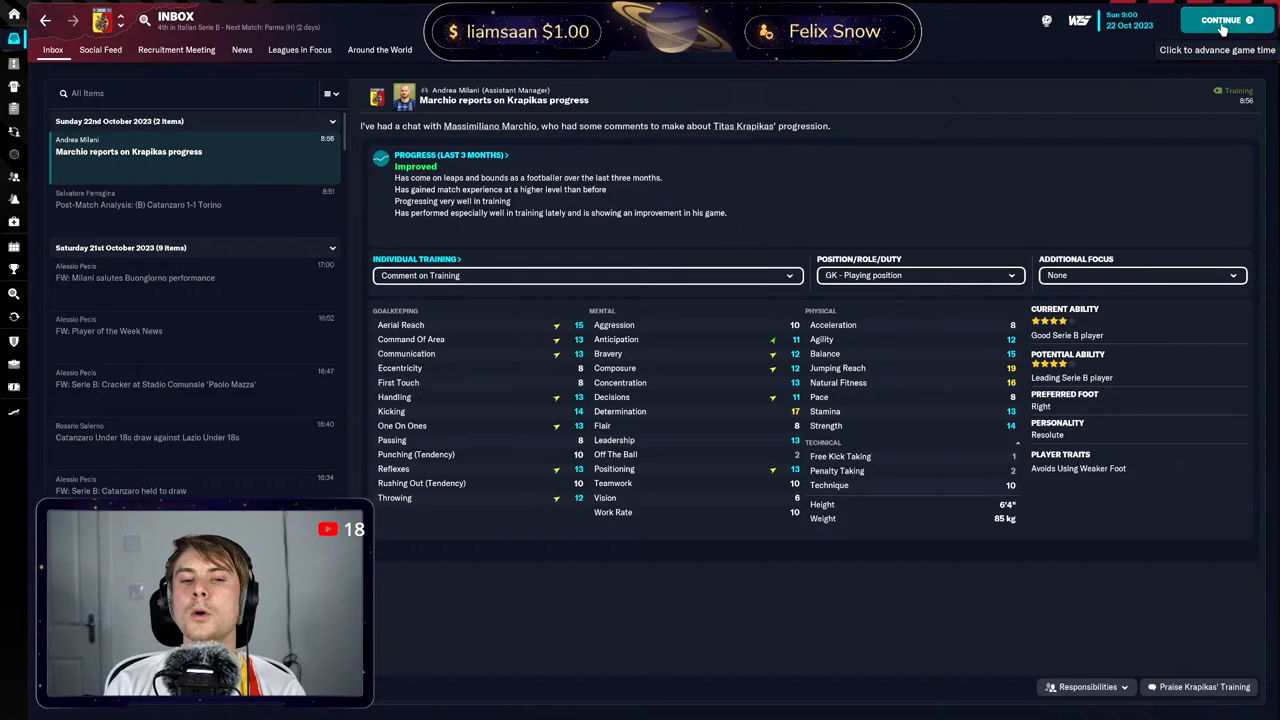 INBOX
4th in Italian Serie B - Next Match: Parma (H) (2 days)
$ liamsaan $1.00
Felix Snow
Sun 9:00
22 Oct 2023
CONTINUE
Click to advance game time
Inbox
Social Feed
Recruitment Meeting
News
Leagues in Focus
Around the World
All Items
Sunday 22nd October 2023 (2 Items)
Andrea Milani
8:56
Marchio reports on Krapikas progress
Salvatore Ferragina
8:51
Post-Match Analysis: (B) Catanzaro 1-1 Torino
Saturday 21st October 2023 (9 Items)
Alessio Pecis
17:00
FW: Milani salutes Buongiorno performance
Alessio Pecis
16:52
FW: Player of the Week News
Alessio Pecis
16:47
FW: Serie B: Cracker at Stadio Comunale 'Paolo Mazza'
Rosario Salerno
16:40
Catanzaro Under 18s draw against Lazio Under 18s
Alessio Pecis
16:34
FW: Serie B: Catanzaro held to draw
18
Andrea Milani (Assistant Manager)
Marchio reports on Krapikas progress
Training
8:56
I've had a chat with Massimiliano Marchio, who had some comments to make about Titas Krapikas' progression.
PROGRESS (LAST 3 MONTHS)
Improved
Has come on leaps and bounds as a footballer over the last three months.
Has gained match experience at a higher level than before
Progressing very well in training
Has performed especially well in training lately and is showing an improvement in his game.
INDIVIDUAL TRAINING
Comment on Training
POSITION/ROLE/DUTY
GK - Playing position
ADDITIONAL FOCUS
None
GOALKEEPING
Aerial Reach 15
Command Of Area 13
Communication 13
Eccentricity 8
First Touch 8
Handling 13
Kicking 14
One On Ones 13
Passing 8
Punching (Tendency) 10
Reflexes 13
Rushing Out (Tendency) 10
Throwing 12
MENTAL
Aggression 10
Anticipation 11
Bravery 12
Composure 12
Concentration 13
Decisions 11
Determination 17
Flair 8
Leadership 13
Off The Ball 2
Positioning 13
Teamwork 10
Vision 6
Work Rate 10
PHYSICAL
Acceleration 8
Agility 12
Balance 15
Jumping Reach 19
Natural Fitness 16
Pace 8
Stamina 13
Strength 14
TECHNICAL
Free Kick Taking 1
Penalty Taking 2
Technique 10
Height 6'4"
Weight 85 kg
CURRENT ABILITY
Good Serie B player
POTENTIAL ABILITY
Leading Serie B player
PREFERRED FOOT
Right
PERSONALITY
Resolute
PLAYER TRAITS
Avoids Using Weaker Foot
Responsibilities
Praise Krapikas' Training